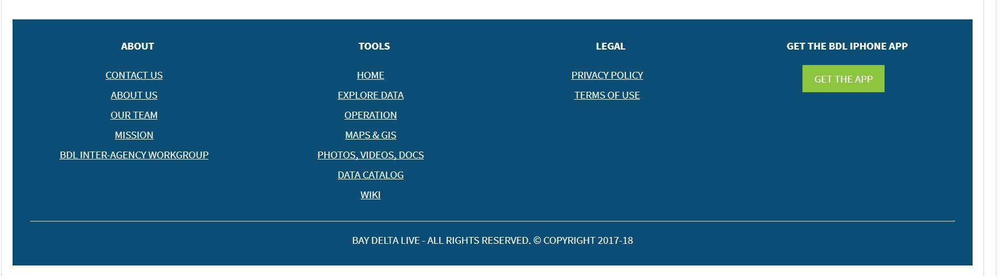 ABOUT
CONTACT US
ABOUT US
OUR TEAM
MISSION
BDL INTER-AGENCY WORKGROUP
TOOLS
HOME
EXPLORE DATA
OPERATION
MAPS & GIS
PHOTOS, VIDEOS, DOCS
DATA CATALOG
WIKI
LEGAL
PRIVACY POLICY
TERMS OF USE
GET THE BDL IPHONE APP
GET THE APP
BAY DELTA LIVE - ALL RIGHTS RESERVED. © COPYRIGHT 2017-18